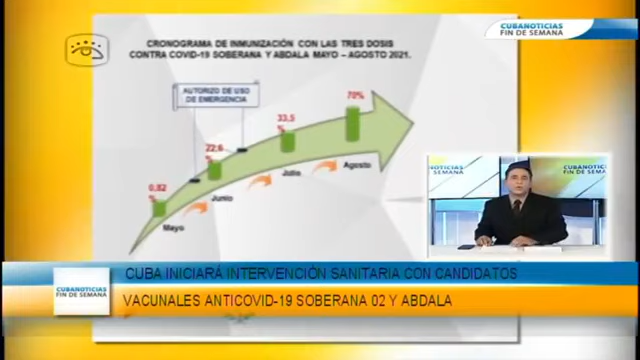 CUBANOTICIAS
FIN DE SEMANA
CRONOGRAMA DE INMUNIZACIÓN CON LAS TRES DOSIS
CONTRA COVID-19 SOBERANA Y ABDALA MAYO – AGOSTO 2021.
AUTORIZO DE USO
DE EMERGENCIA
70%
33,5
%
22,6
%
0,82
%
Agosto
Julio
Junio
Mayo
CUBANOTICIAS
FIN DE SEMANA
CUBA INICIARÁ INTERVENCIÓN SANITARIA CON CANDIDATOS
VACUNALES ANTICOVID-19 SOBERANA 02 Y ABDALA
CUBANOTICIAS
FIN DE SEMANA